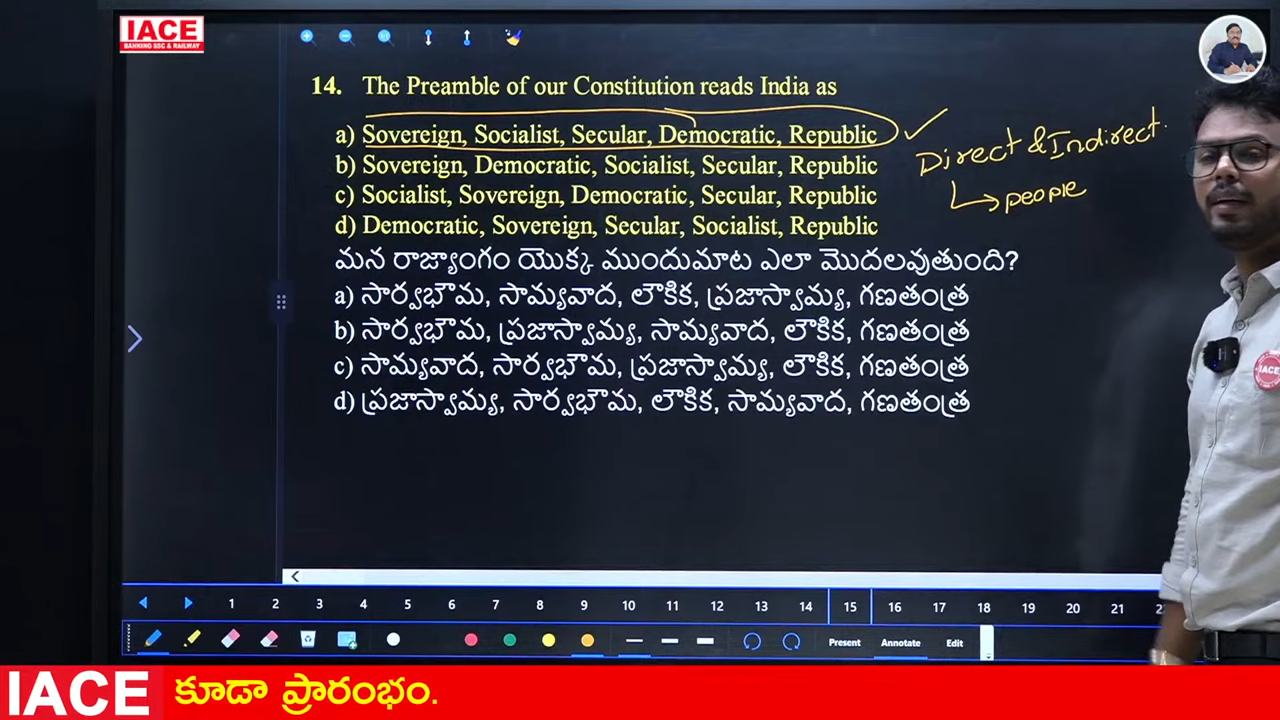 IACE
BANKING SSC & RAILWAY
14. The Preamble of our Constitution reads India as
a) Sovereign, Socialist, Secular, Democratic, Republic
b) Sovereign, Democratic, Socialist, Secular, Republic
c) Socialist, Sovereign, Democratic, Secular, Republic
d) Democratic, Sovereign, Secular, Socialist, Republic
Direct & Indirect
people
మన రాజ్యాంగం యొక్క ముందుమాట ఎలా మొదలవుతుంది?
a) సార్వభౌమ, సామ్యవాద, లౌకిక, ప్రజాస్వామ్య, గణతంత్ర
b) సార్వభౌమ, ప్రజాస్వామ్య, సామ్యవాద, లౌకిక, గణతంత్ర
c) సామ్యవాద, సార్వభౌమ, ప్రజాస్వామ్య, లౌకిక, గణతంత్ర
d) ప్రజాస్వామ్య, సార్వభౌమ, లౌకిక, సామ్యవాద, గణతంత్ర
IACE
1 2 3 4 5 6 7 8 9 10 11 12 13 14 15 16 17 18 19 20 21
Present Annotate Edit
IACE కూడా ప్రారంభం.